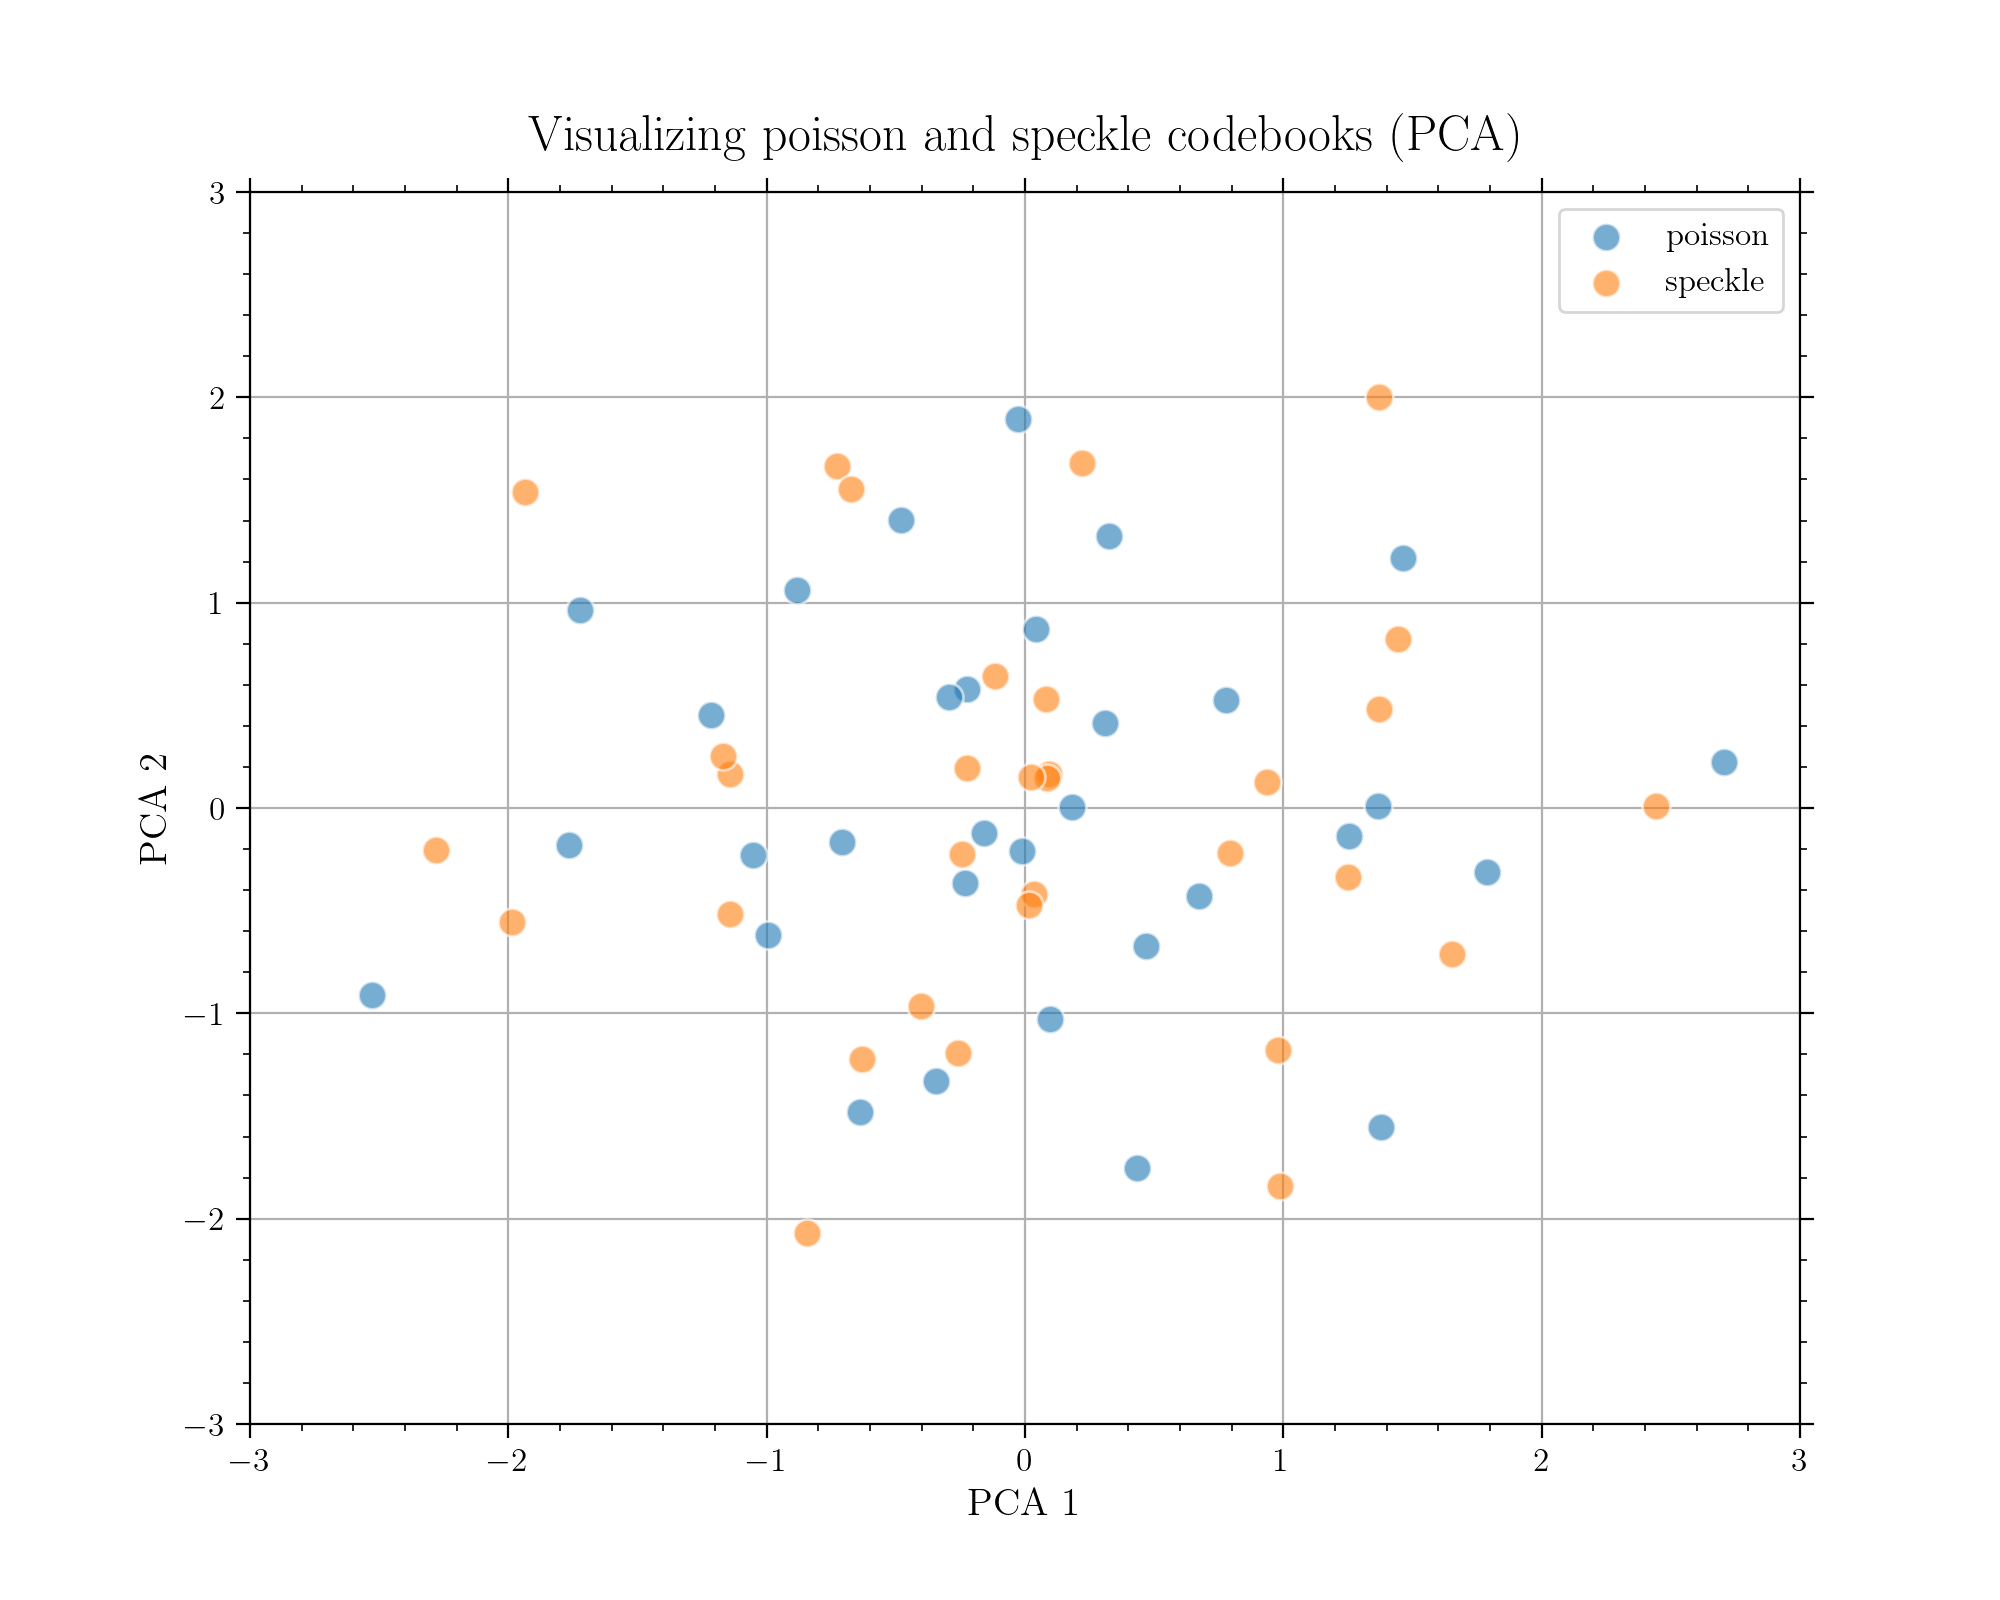 Visualizing poisson and speckle codebooks (PCA)
poisson
speckle
3
2
1
0
−1
−2
−3
PCA 2
−3 −2 −1 0 1 2 3
PCA 1